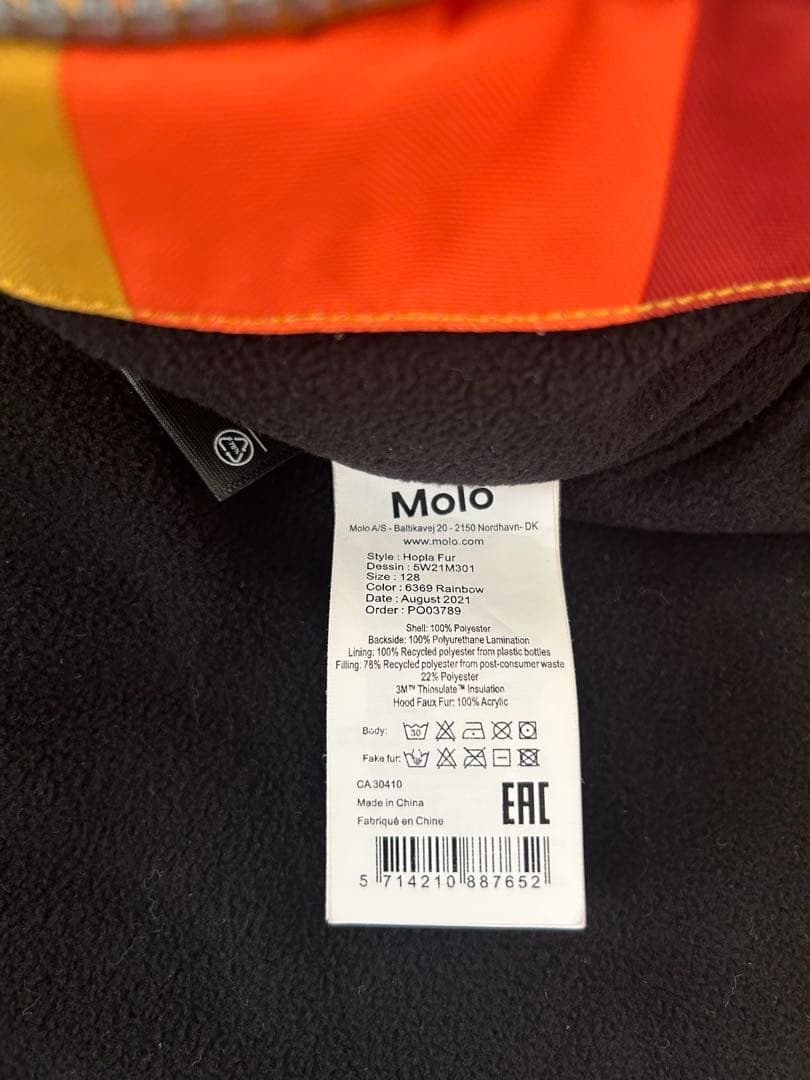 Molo
Molo A/S - Baltikavej 20 - 2150 Nordhavn- DK
www.molo.com
Style : Hopla Fur
Dessin : 5W21M301
Size : 128
Color : 6369 Rainbow
Date : August 2021
Order : PO03789
Shell: 100% Polyester
Backside: 100% Polyurethane Lamination
Lining: 100% Recycled polyester from plastic bottles
Filling: 78% Recycled polyester from post-consumer waste
22% Polyester
3M™ Thinsulate™ Insulation
Hood Faux Fur: 100% Acrylic
Body: 30
Fake fur:
CA 30410
Made in China
Fabriqué en Chine
EAC
5 714210 887652